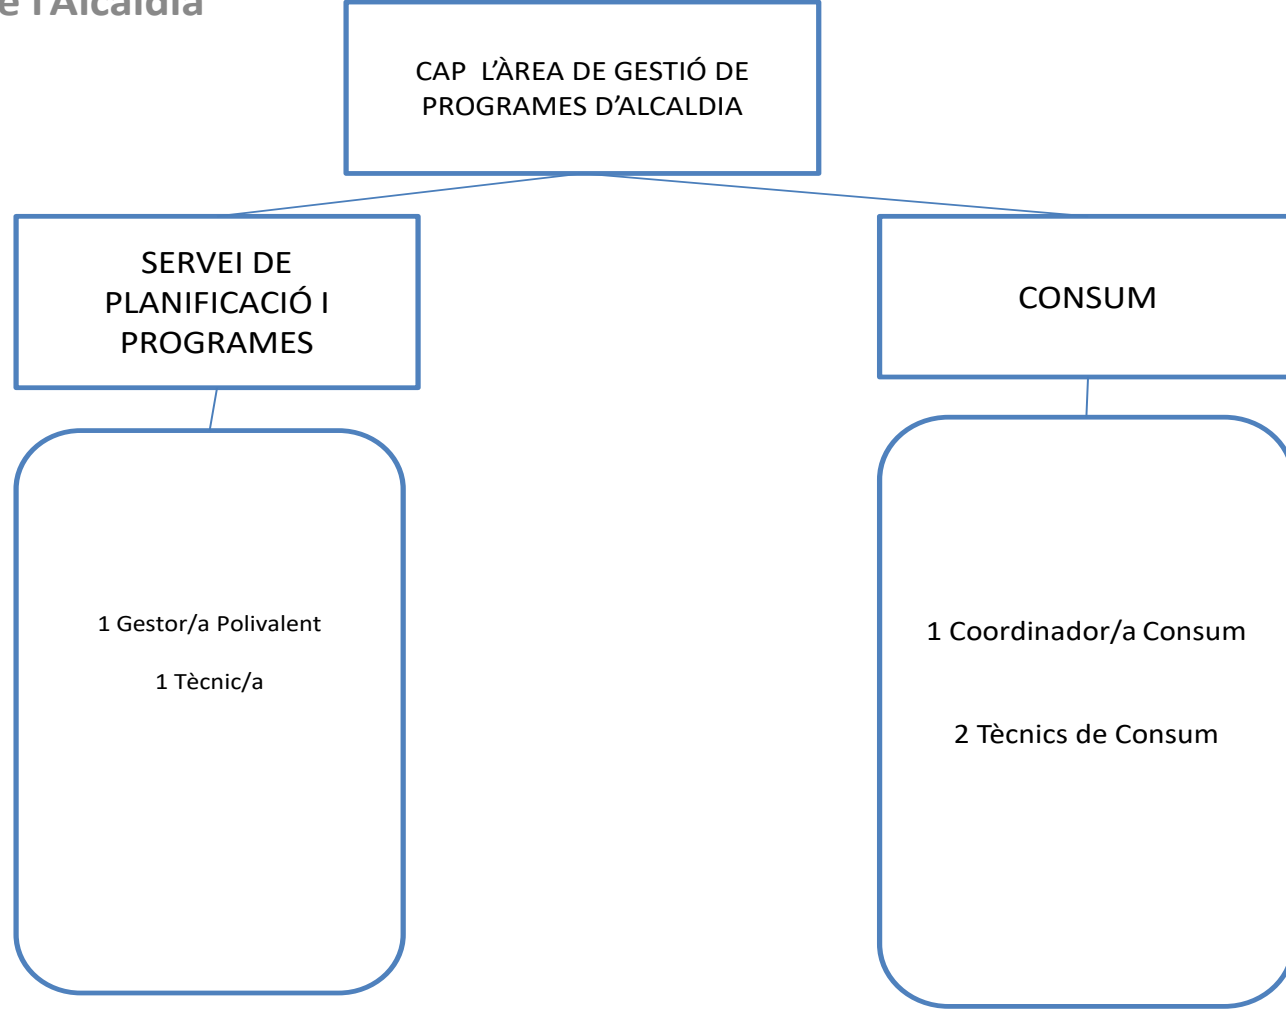 e l'Alcaldia
CAP L'ÀREA DE GESTIÓ DE
PROGRAMES D'ALCALDIA
SERVEI DE
PLANIFICACIÓ I
PROGRAMES
CONSUM
1 Gestor/a Polivalent
1 Tècnic/a
1 Coordinador/a Consum
2 Tècnics de Consum